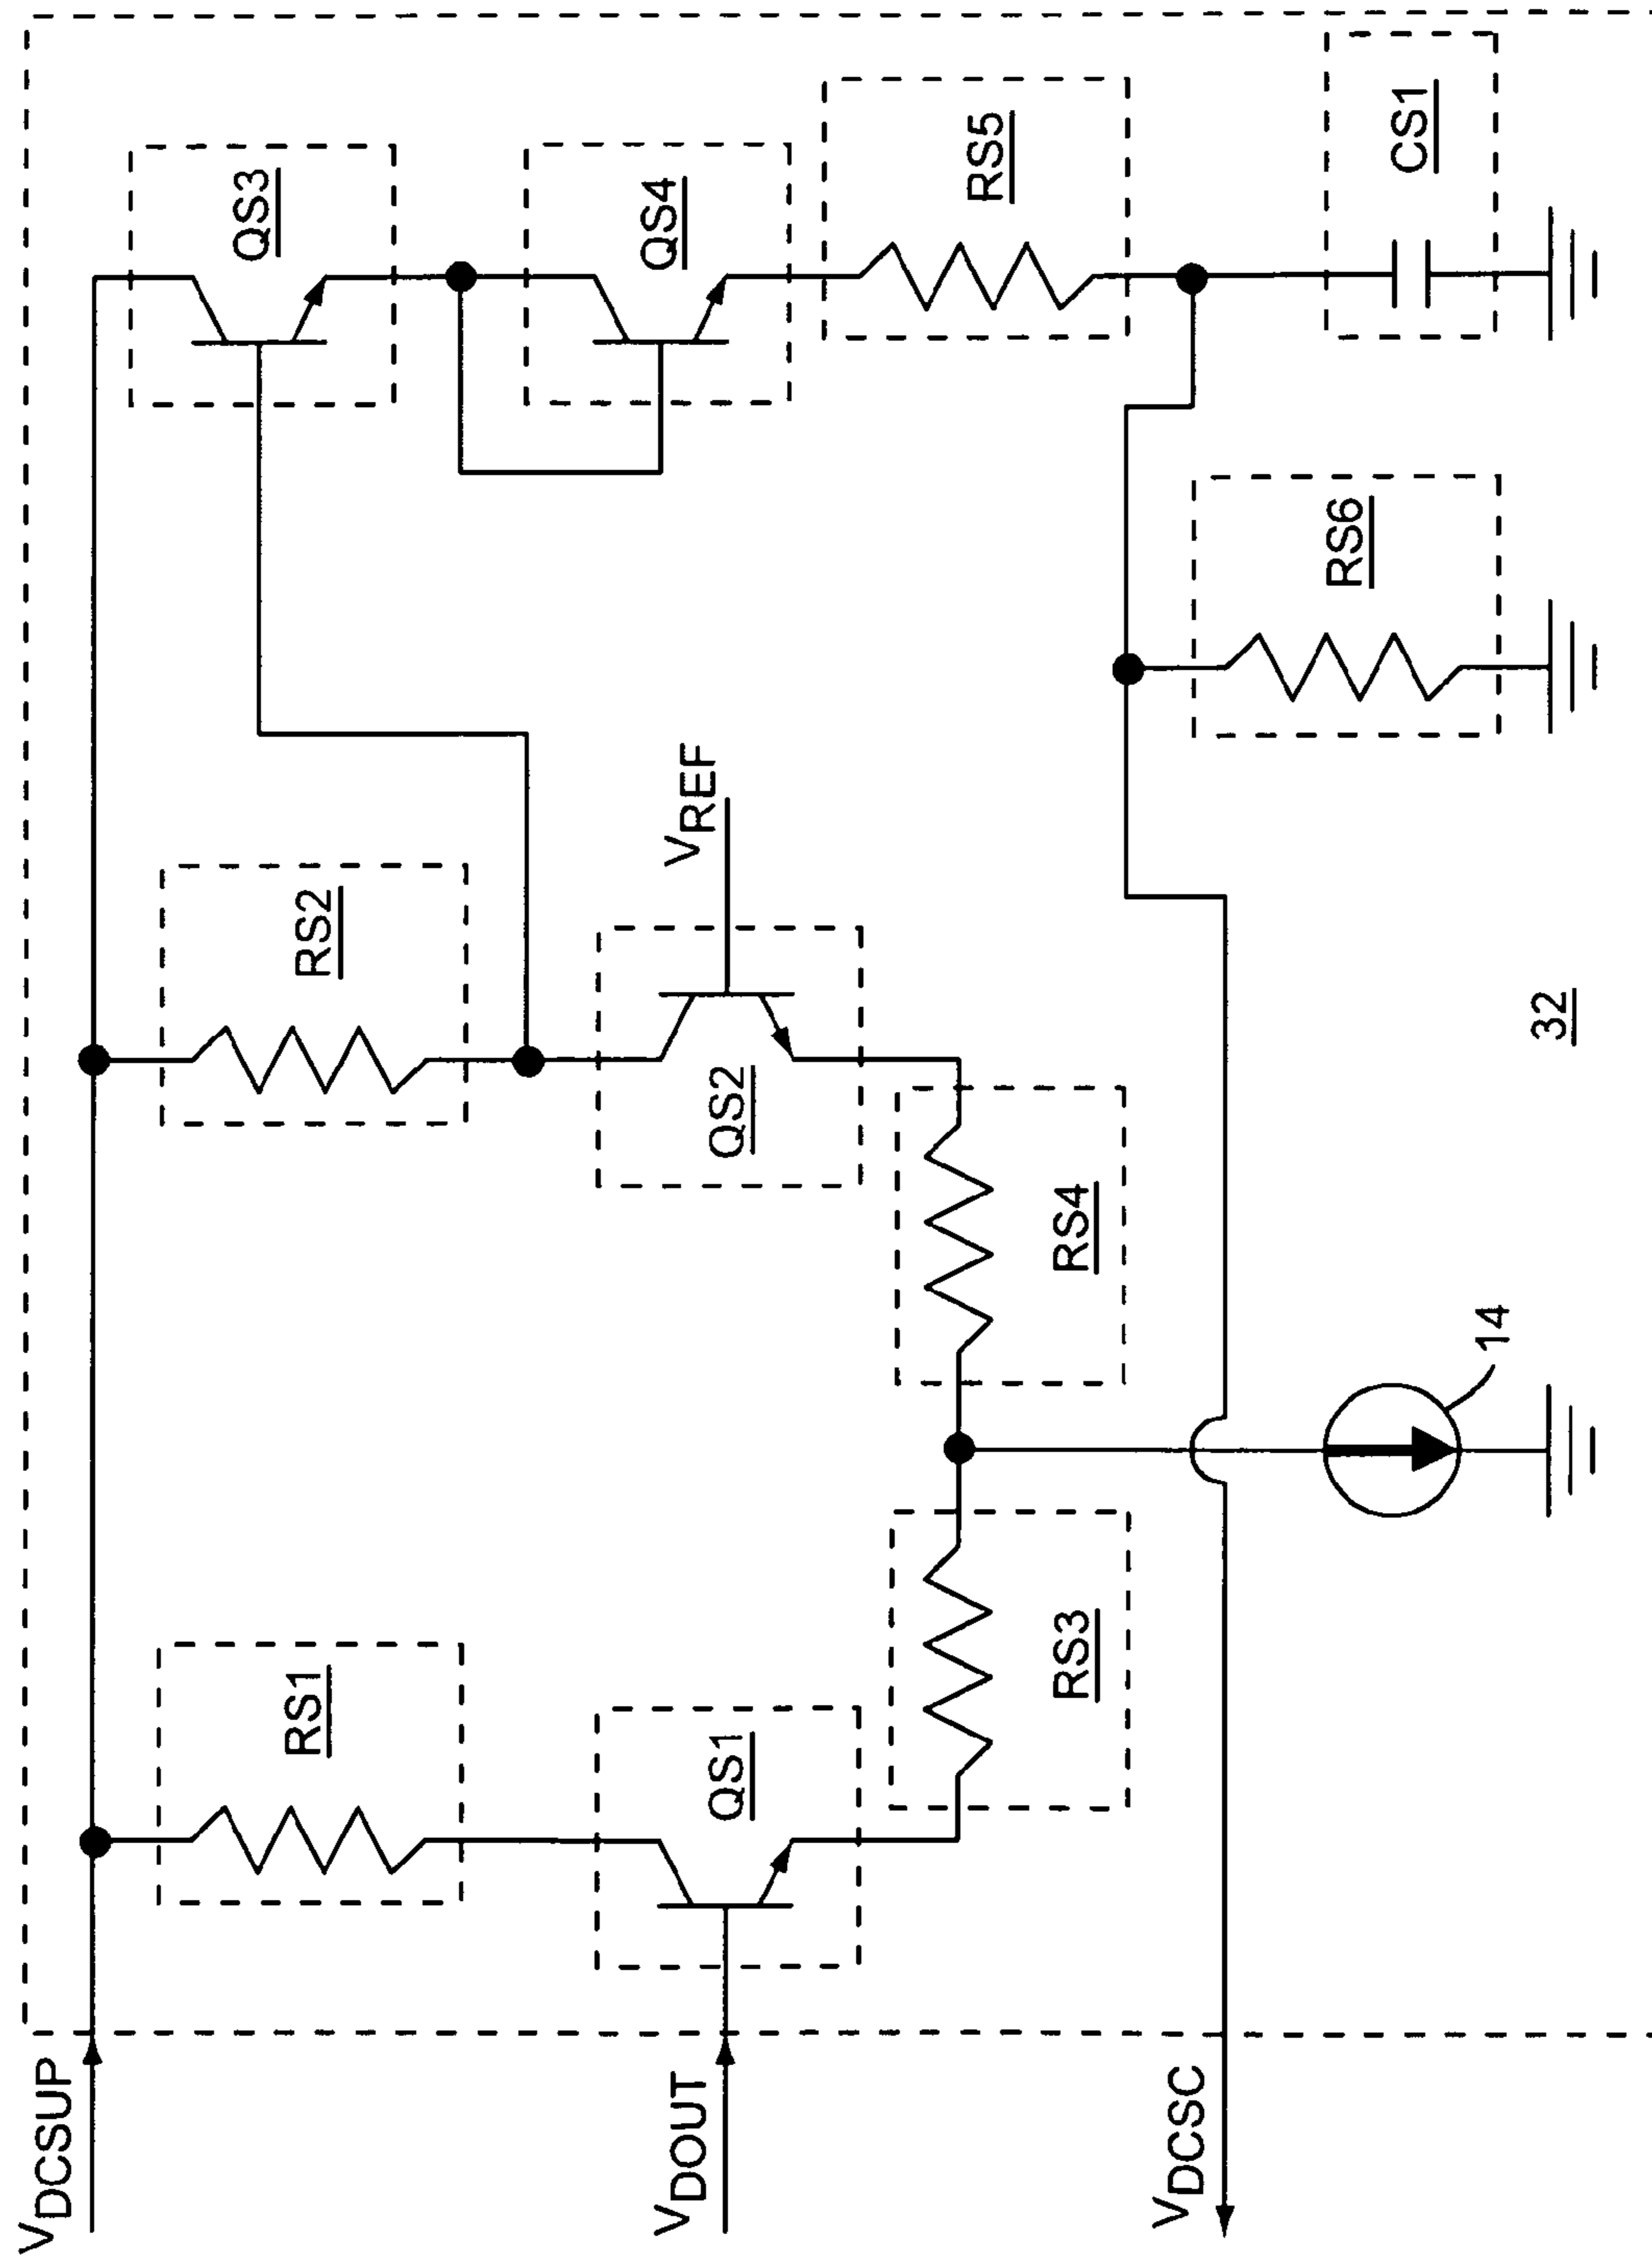 VDCSUP
VDOUT
VDCSC
RS1
QS1
RS3
14
RS4
QS2
RS2
VREF
32
QS3
QS4
RS5
RS6
CS1